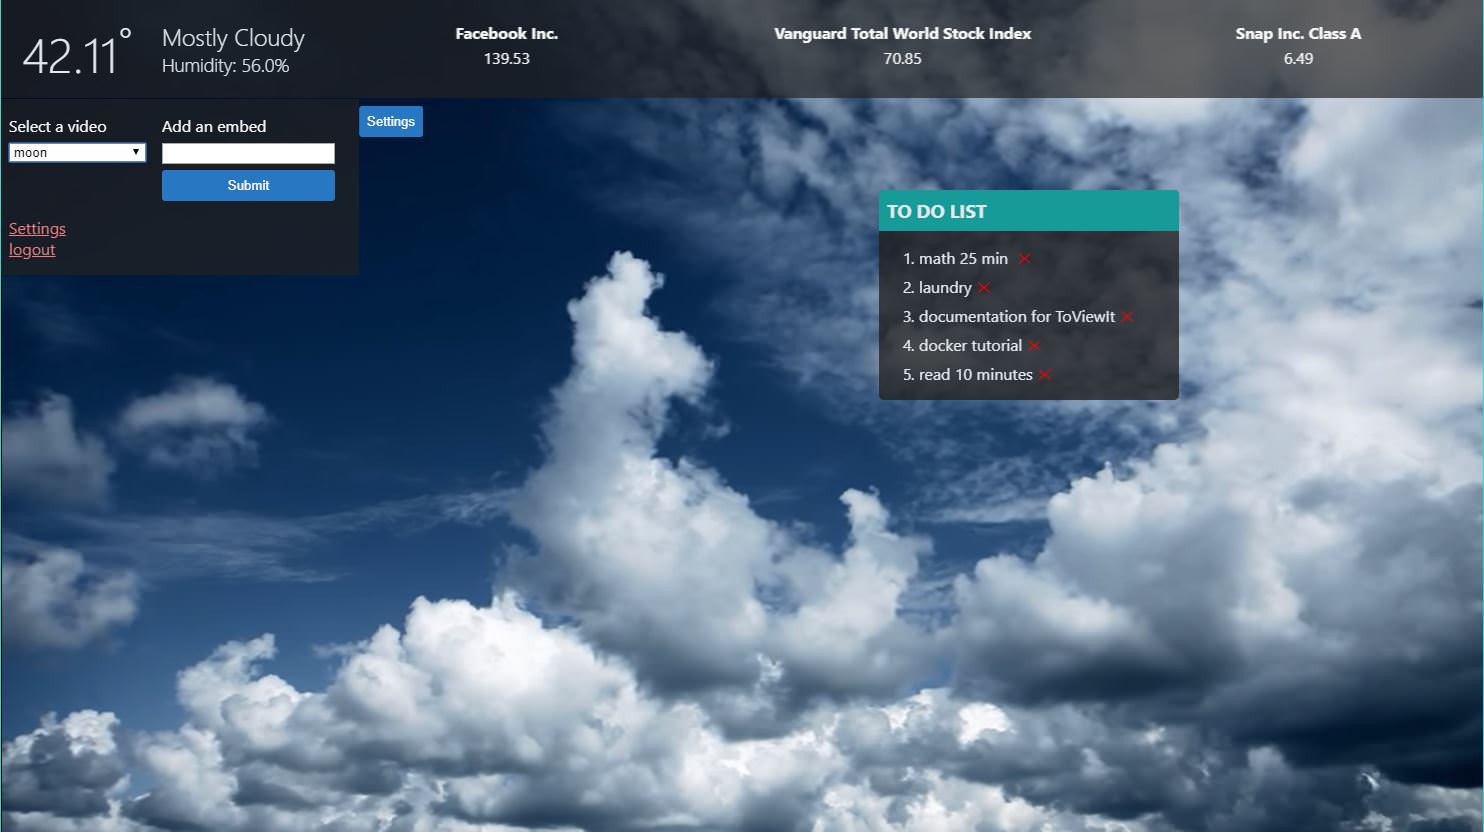 42.11°
Mostly Cloudy
Humidity: 56.0%
Facebook Inc.
139.53
Vanguard Total World Stock Index
70.85
Snap Inc. Class A
6.49
Select a video
moon
Add an embed
Submit
Settings
logout
Settings
TO DO LIST
1. math 25 min
2. laundry
3. documentation for ToViewIt
4. docker tutorial
5. read 10 minutes